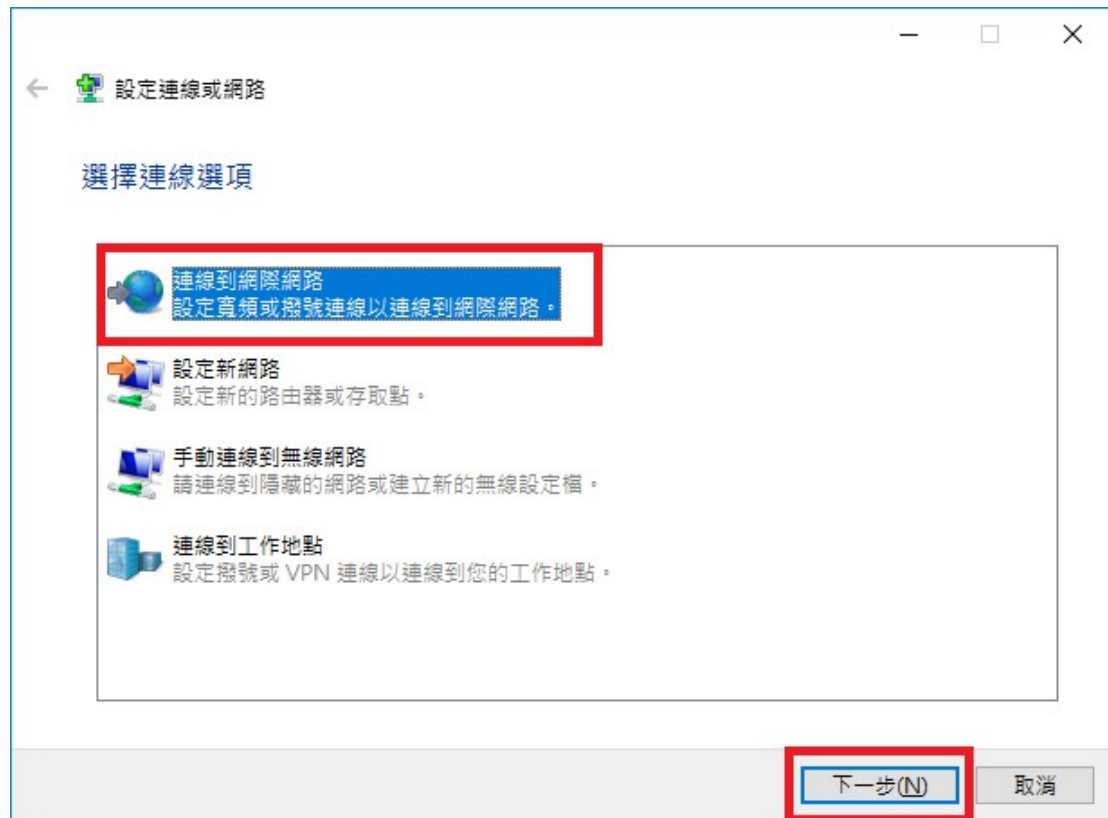 設定連線或網路
選擇連線選項
連線到網際網路
設定寬頻或撥號連線以連線到網際網路。
設定新網路
設定新的路由器或存取點。
手動連線到無線網路
請連線到隱藏的網路或建立新的無線設定檔。
連線到工作地點
設定撥號或 VPN 連線以連線到您的工作地點。
下一步(N)
取消